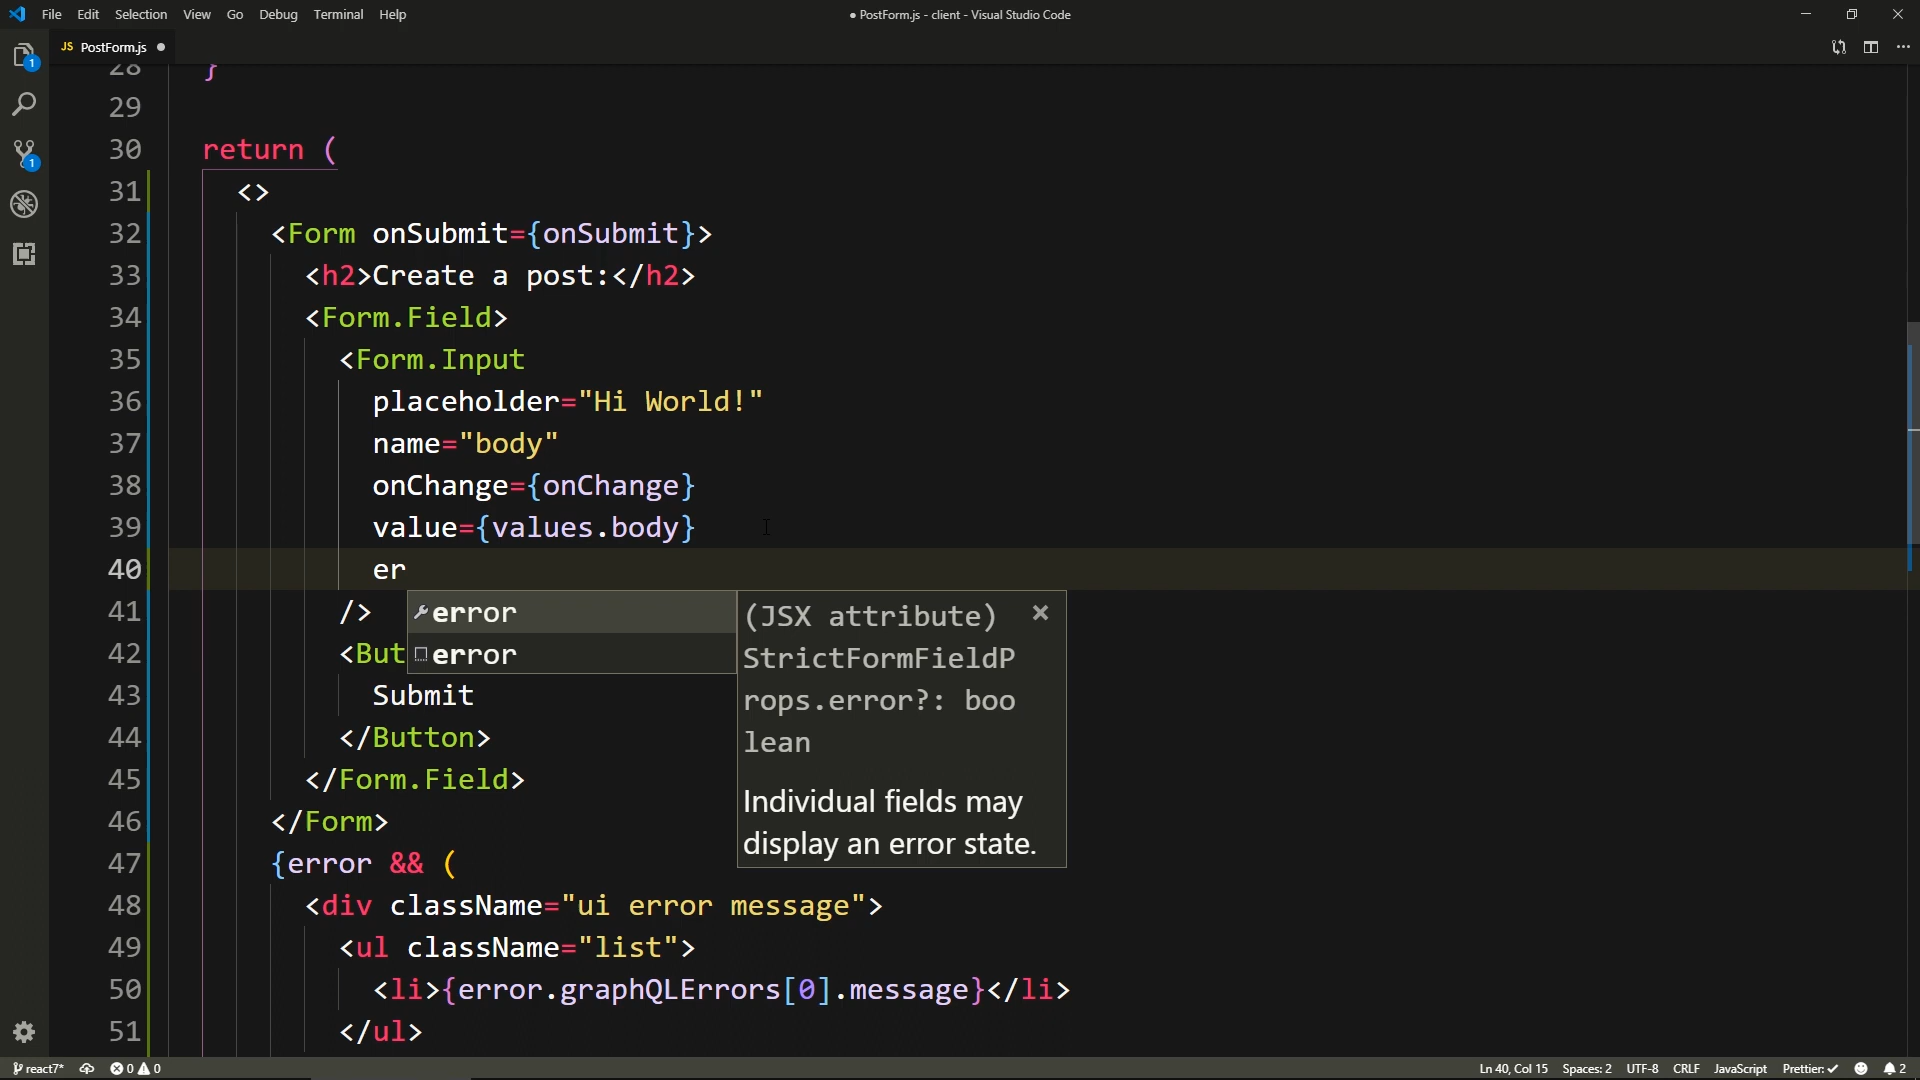 File Edit Selection View Go Debug Terminal Help
● PostForm.js - client - Visual Studio Code
JS PostForm.js ●
1
1
28 }
29
30 return (
31 <>
32 <Form onSubmit={onSubmit}>
33 <h2>Create a post:</h2>
34 <Form.Field>
35 <Form.Input
36 placeholder="Hi World!"
37 name="body"
38 onChange={onChange}
39 value={values.body}
40 er
41 />
42 <But
43 Submit
44 </Button>
45 </Form.Field>
46 </Form>
47 {error && (
48 <div className="ui error message">
49 <ul className="list">
50 <li>{error.graphQLErrors[0].message}</li>
51 </ul>
error
error
(JSX attribute)
StrictFormFieldP
rops.error?: boo
lean
Individual fields may
display an error state.
react7* 0 0 Ln 40, Col 15 Spaces: 2 UTF-8 CRLF JavaScript Prettier: ✓ 2